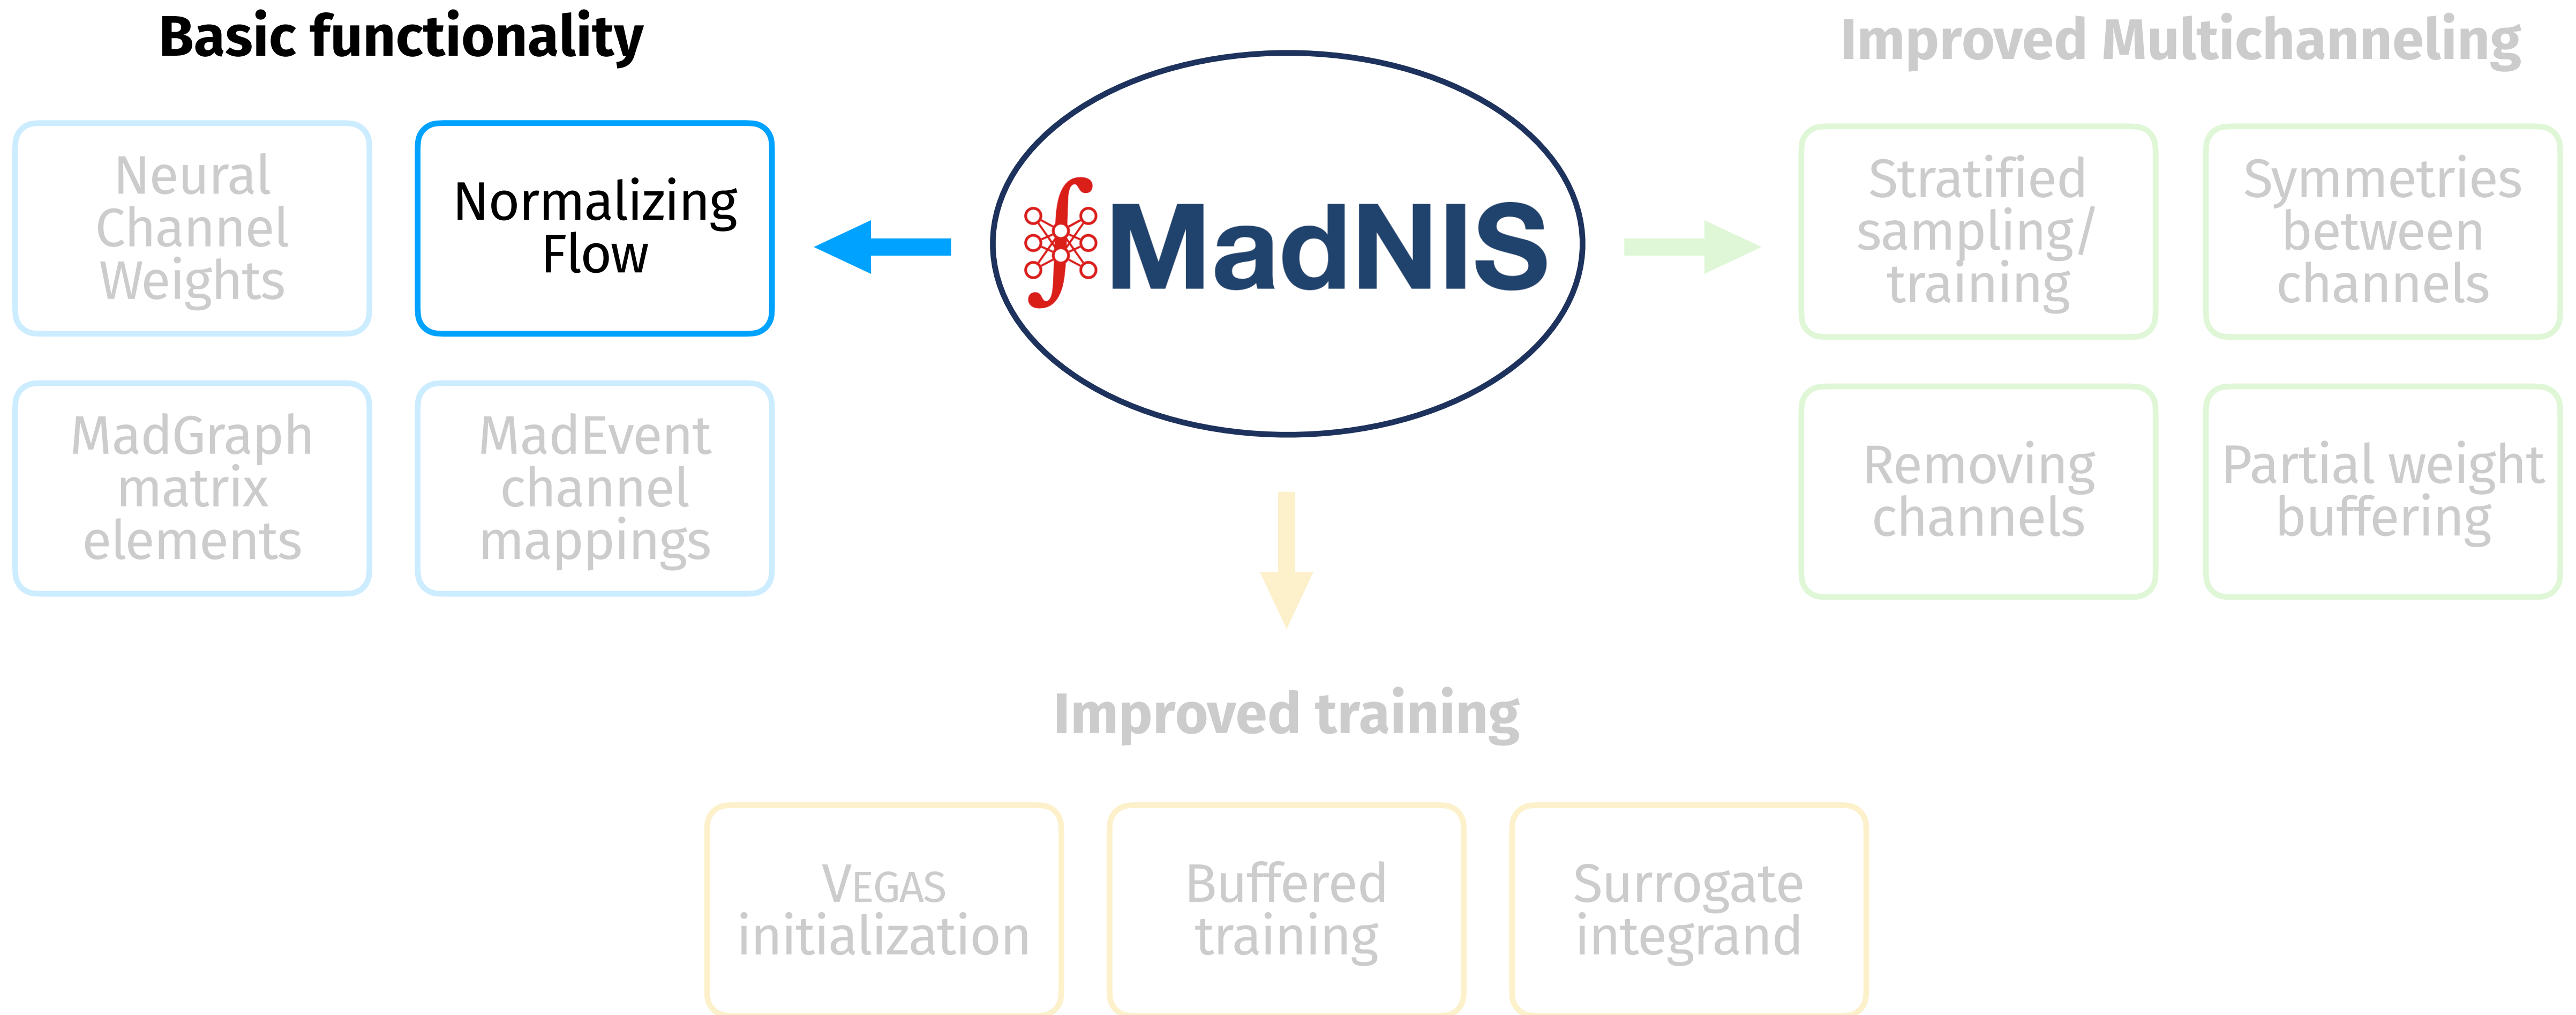 Basic functionality
Neural
Channel
Weights
Normalizing
Flow
MadGraph
matrix
elements
MadEvent
channel
mappings
MadNIS
Improved Multichanneling
Stratified
sampling/
training
Symmetries
between
channels
Removing
channels
Partial weight
buffering
Improved training
VEGAS
initialization
Buffered
training
Surrogate
integrand